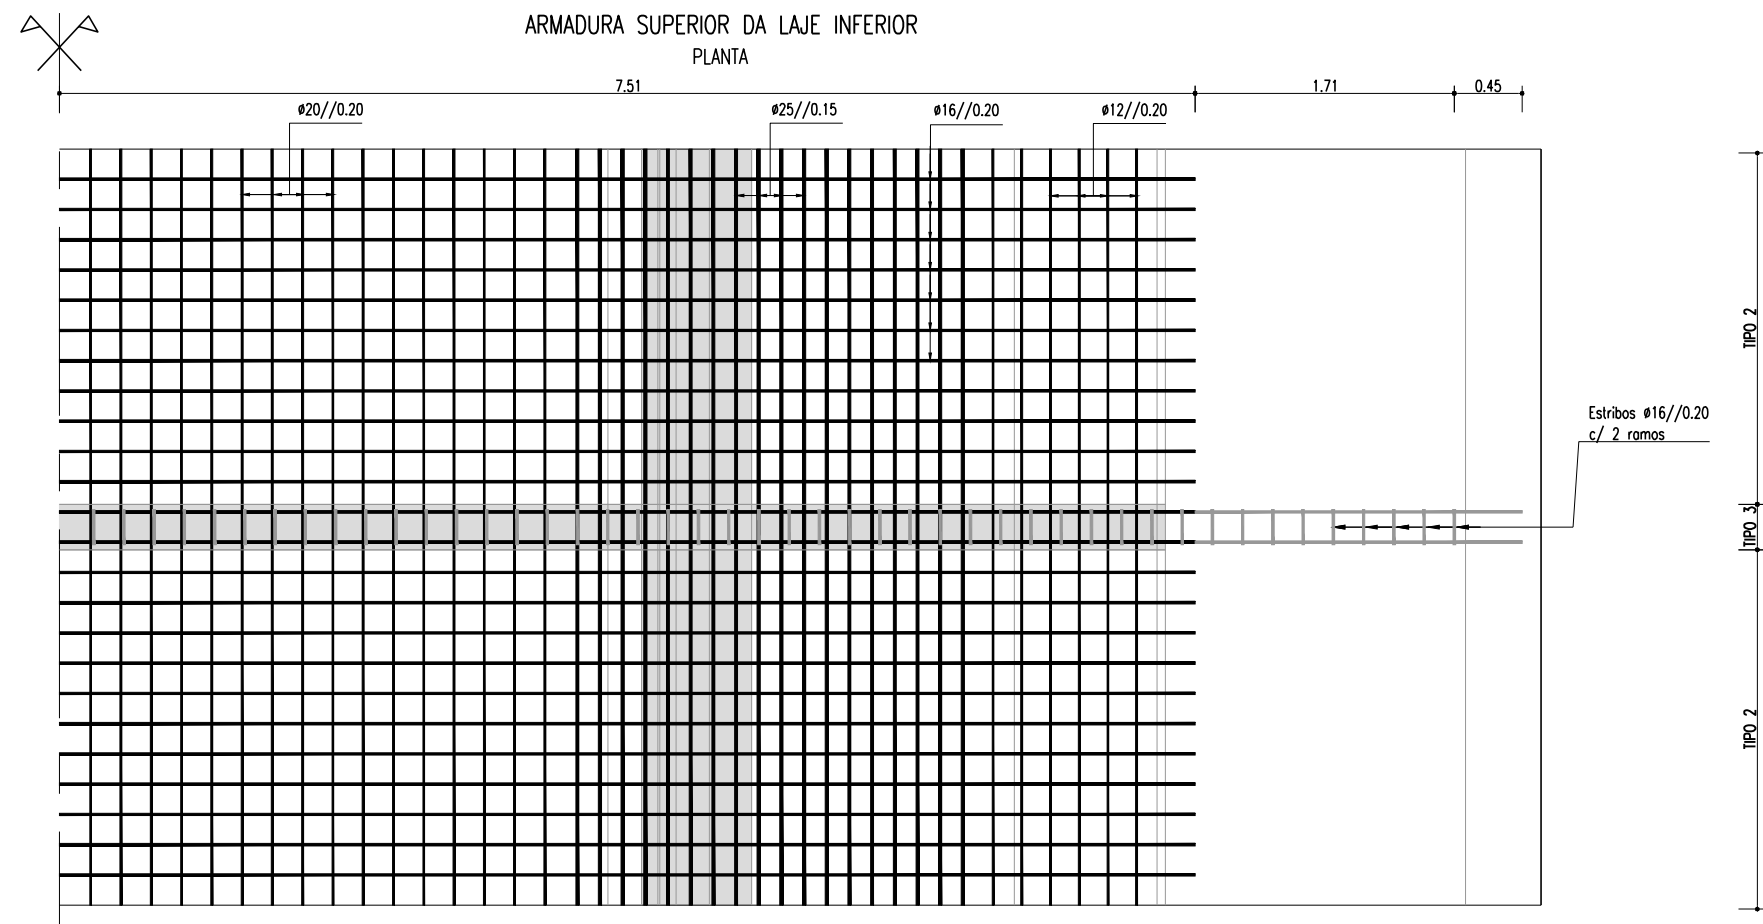 ARMADURA SUPERIOR DA LAJE INFERIOR
PLANTA
7.51
1.71
0.45
ø20//0.20
ø25//0.15
ø16//0.20
ø12//0.20
TIPO 2
Estribos ø16//0.20
c/ 2 ramos
TIPO 3
TIPO 2